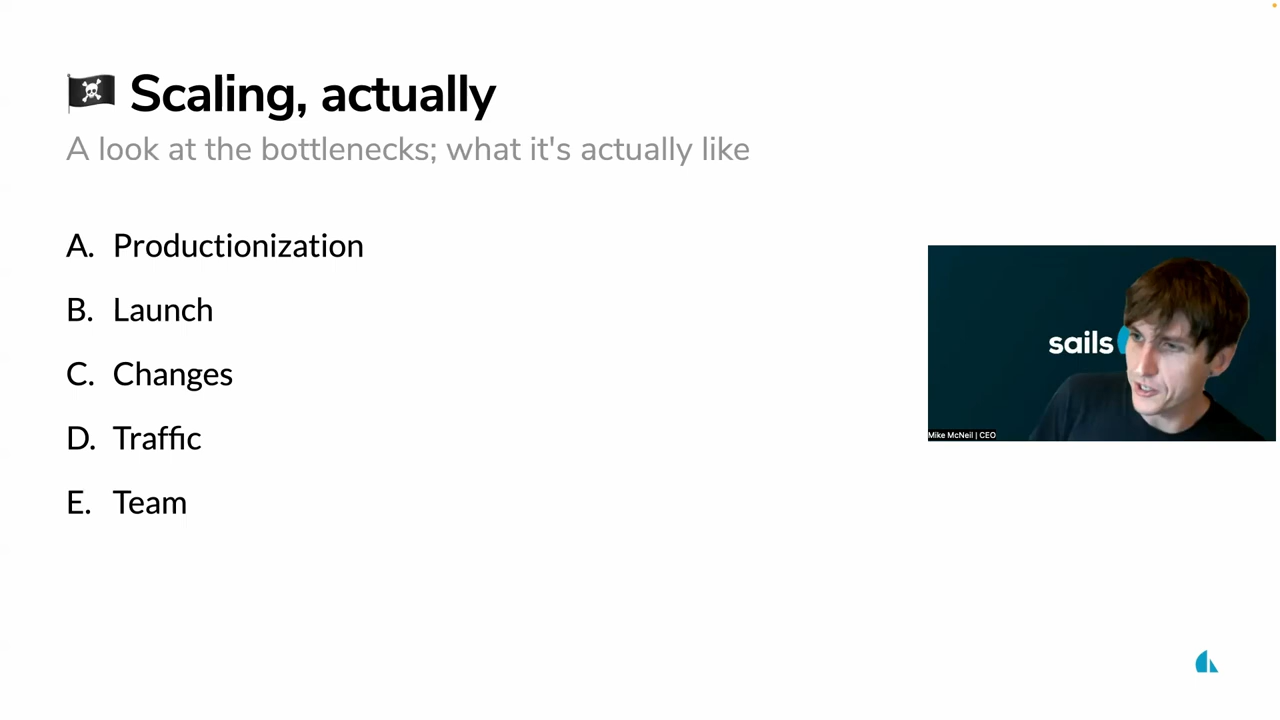 🏴‍☠️ Scaling, actually
A look at the bottlenecks; what it's actually like
A. Productionization
B. Launch
C. Changes
D. Traffic
E. Team
sails
Mike McNeil | CEO